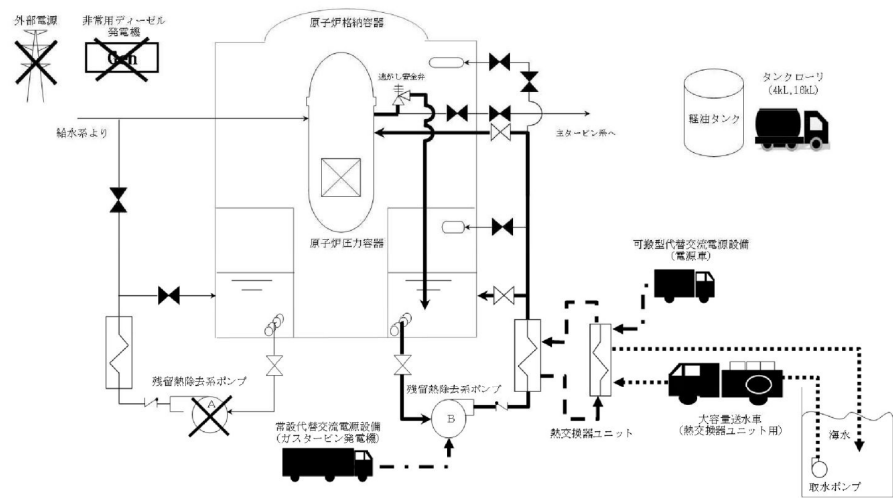 外部電源
非常用ディーゼル
発電機
Gen
原子炉格納容器
逃がし安全弁
給水系より
主タービン系へ
原子炉圧力容器
軽油タンク
タンクローリ
(4kL,16kL)
可搬型代替交流電源設備
(電源車)
残留熱除去系ポンプ
A
残留熱除去系ポンプ
B
常設代替交流電源設備
(ガスタービン発電機)
熱交換器ユニット
大容量送水車
(熱交換器ユニット用)
海水
取水ポンプ